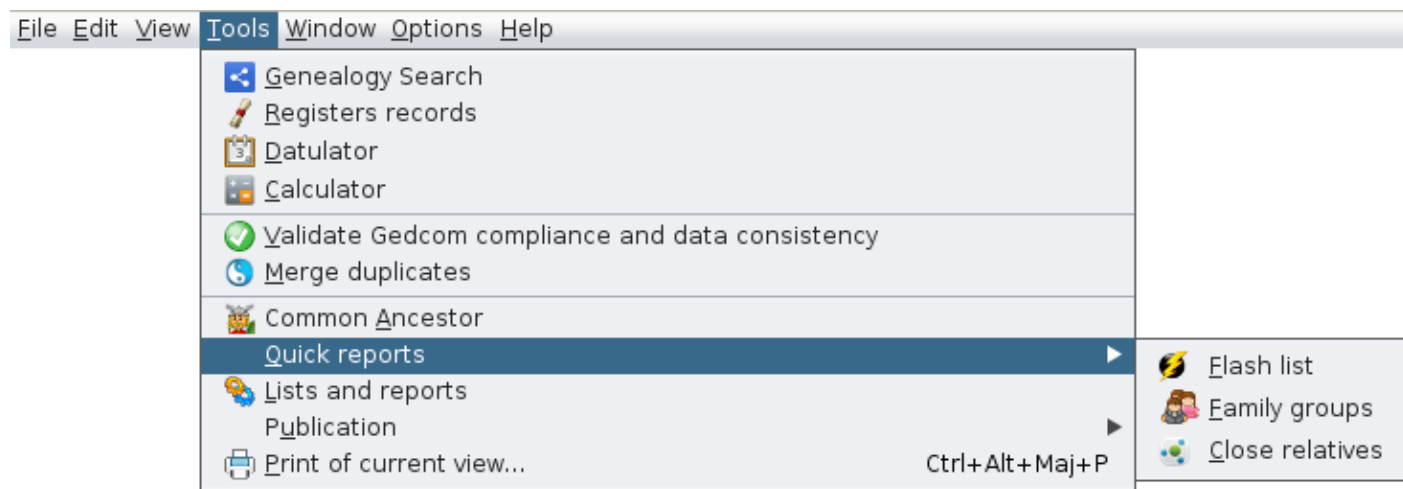 File Edit View Tools Window Options Help
Genealogy Search
Registers records
3
Datulator
Calculator
Validate Gedcom compliance and data consistency
Merge duplicates
Common Ancestor
Quick reports
Lists and reports
Publication
Print of current view... Ctrl+Alt+Maj+P
Flash list
Family groups
Close relatives